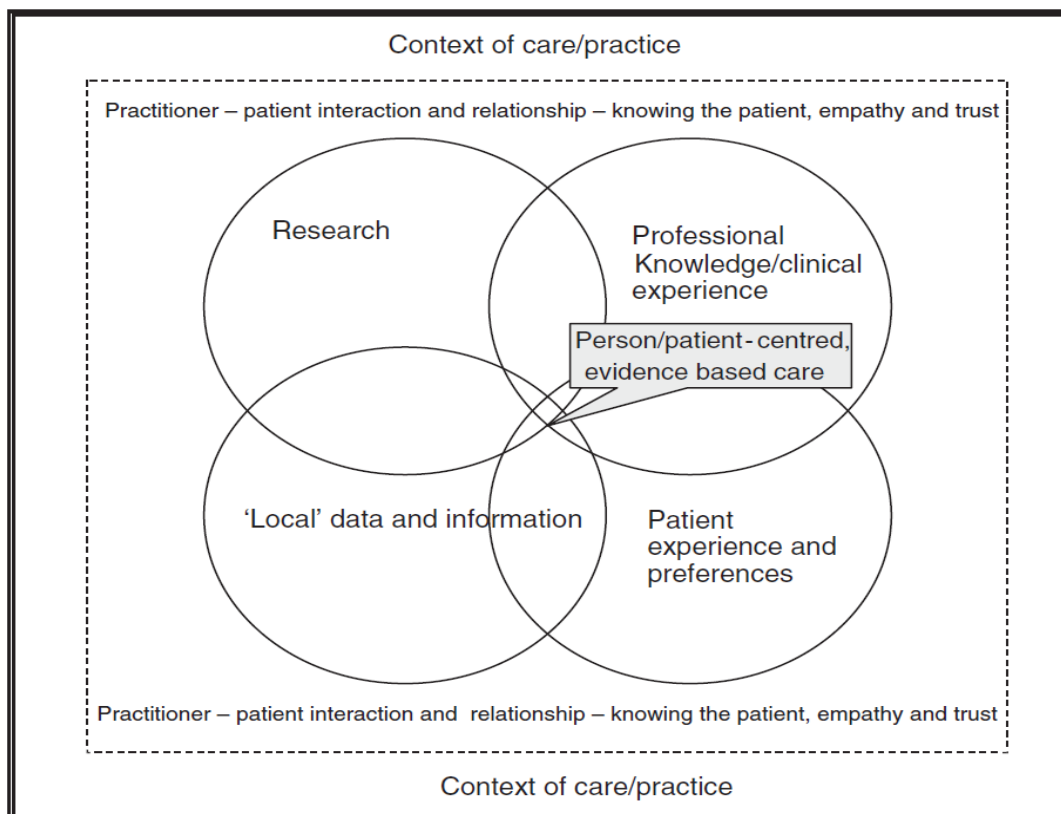 Context of care/practice
Practitioner – patient interaction and relationship – knowing the patient, empathy and trust
Research
Professional
Knowledge/clinical
experience
Person/patient-centred,
evidence based care
‘Local’ data and information
Patient
experience and
preferences
Practitioner – patient interaction and relationship – knowing the patient, empathy and trust
Context of care/practice